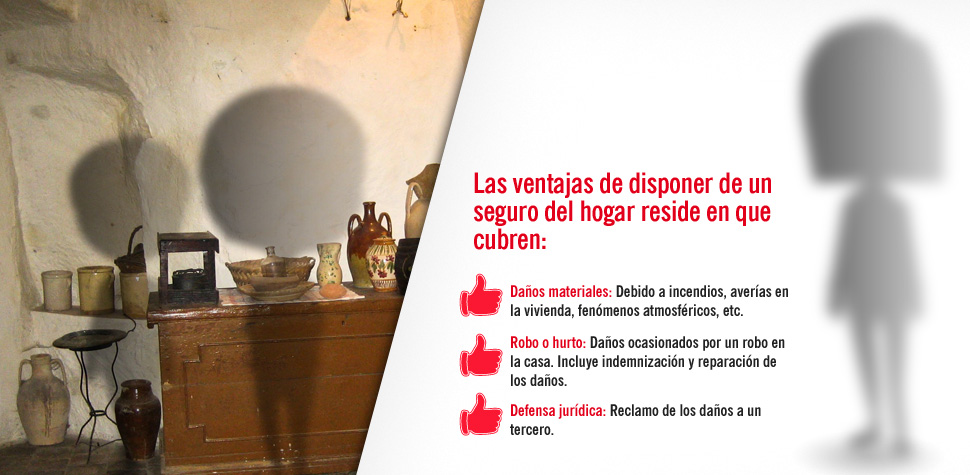 Las ventajas de disponer de un
seguro del hogar reside en que
cubren:
Daños materiales: Debido a incendios, averías en
la vivienda, fenómenos atmosféricos, etc.
Robo o hurto: Daños ocasionados por un robo en
la casa. Incluye indemnización y reparación de
los daños.
Defensa jurídica: Reclamo de los daños a un
tercero.